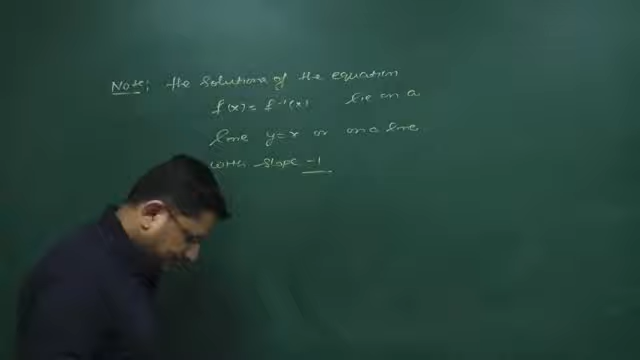 Note: the solutions of the equation
f(x) = f⁻¹(x) lie on a
line y=x or on a line
with slope -1